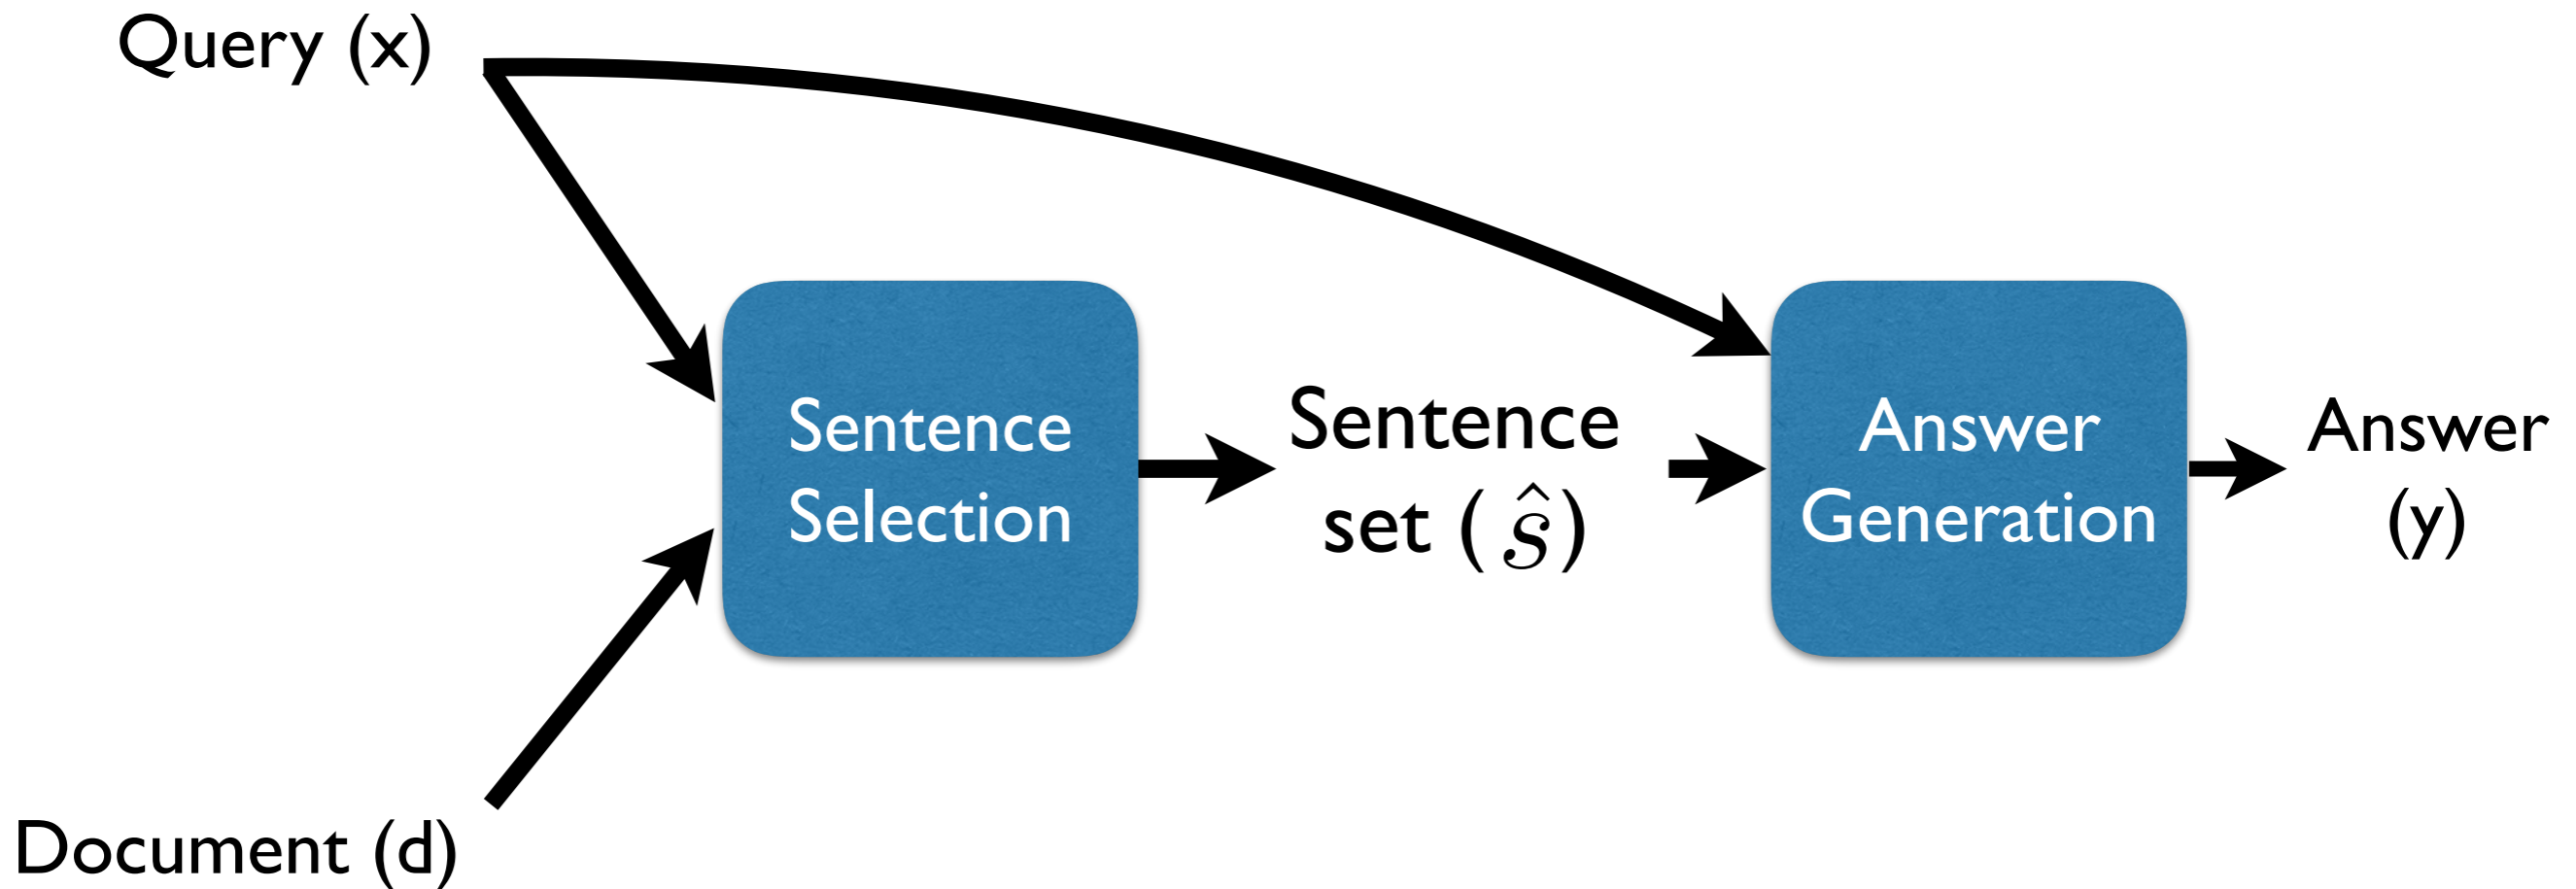 Query (x)
Sentence
Selection
Sentence
set ( ŝ )
Answer
Generation
Answer
(y)
Document (d)